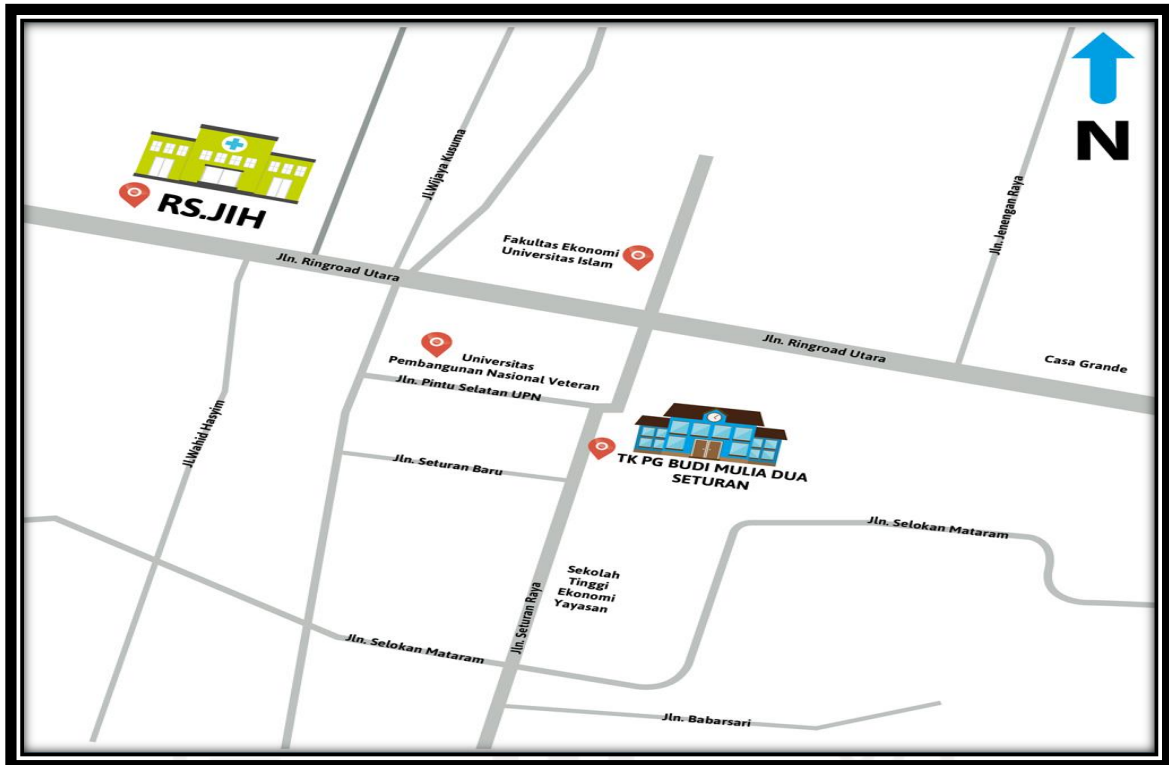 N
JL.Wijaya Kusuma
RS.JIH
Jln. Jenengan Raya
Fakultas Ekonomi
Universitas Islam
Jln. Ringroad Utara
Jln. Ringroad Utara
Casa Grande
Universitas
Pembangunan Nasional Veteran
Jln. Pintu Selatan UPN
JL.Wahid Hasyim
Jln. Seturan Baru
TK PG BUDI MULIA DUA
SETURAN
Jln. Selokan Mataram
Sekolah
Tinggi
Ekonomi
Yayasan
Jln. Seturan Raya
Jln. Selokan Mataram
Jln. Babarsari